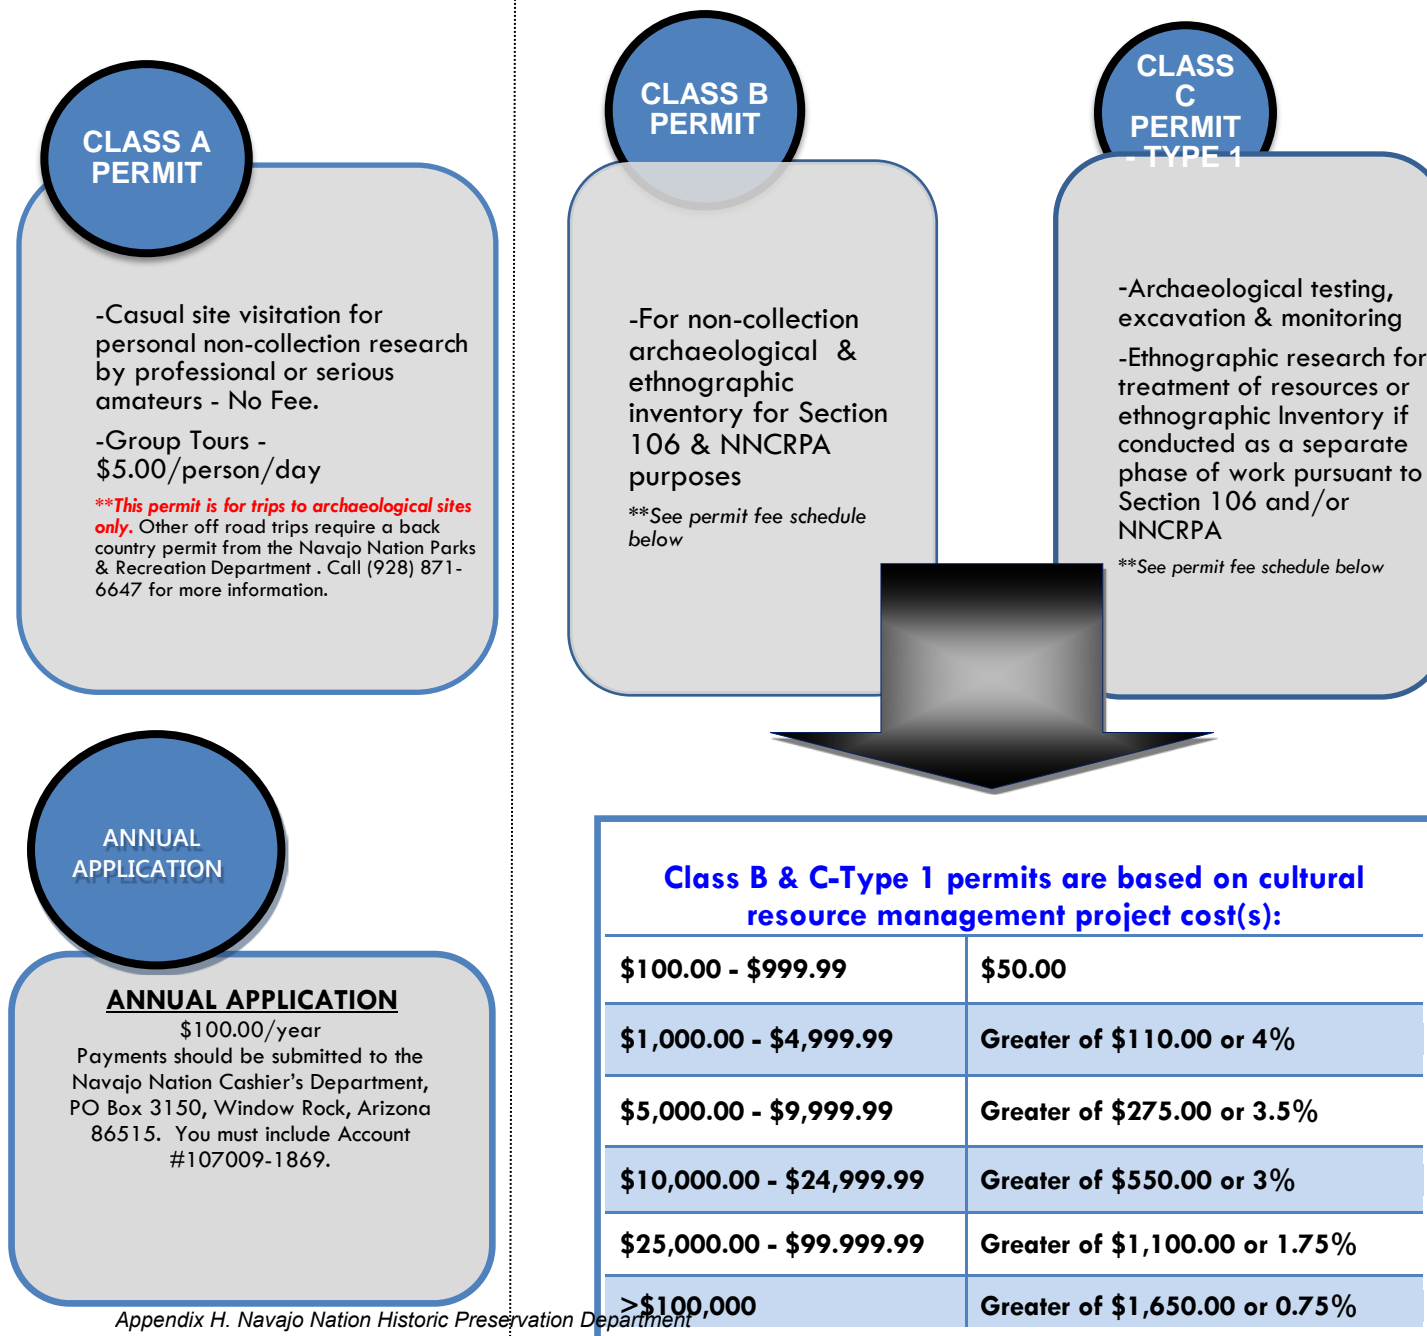 CLASS A
PERMIT
-Casual site visitation for
personal non-collection research
by professional or serious
amateurs - No Fee.
-Group Tours -
$5.00/person/day
**This permit is for trips to archaeological sites
only. Other off road trips require a back
country permit from the Navajo Nation Parks
& Recreation Department . Call (928) 871-
6647 for more information.
ANNUAL
APPLICATION
ANNUAL APPLICATION
$100.00/year
Payments should be submitted to the
Navajo Nation Cashier’s Department,
PO Box 3150, Window Rock, Arizona
86515.  You must include Account
#107009-1869.
CLASS B
PERMIT
-For non-collection
archaeological  &
ethnographic
inventory for Section
106 & NNCRPA
purposes
**See permit fee schedule
below
CLASS
C
PERMIT
- TYPE 1
-Archaeological testing,
excavation & monitoring
-Ethnographic research for
treatment of resources or
ethnographic Inventory if
conducted as a separate
phase of work pursuant to
Section 106 and/or
NNCRPA
**See permit fee schedule below
Class B & C-Type 1 permits are based on cultural
resource management project cost(s):
$100.00 - $999.99 $50.00
$1,000.00 - $4,999.99 Greater of $110.00 or 4%
$5,000.00 - $9,999.99 Greater of $275.00 or 3.5%
$10,000.00 - $24,999.99 Greater of $550.00 or 3%
$25,000.00 - $99.999.99 Greater of $1,100.00 or 1.75%
>$100,000 Greater of $1,650.00 or 0.75%
Appendix H. Navajo Nation Historic Preservation Department